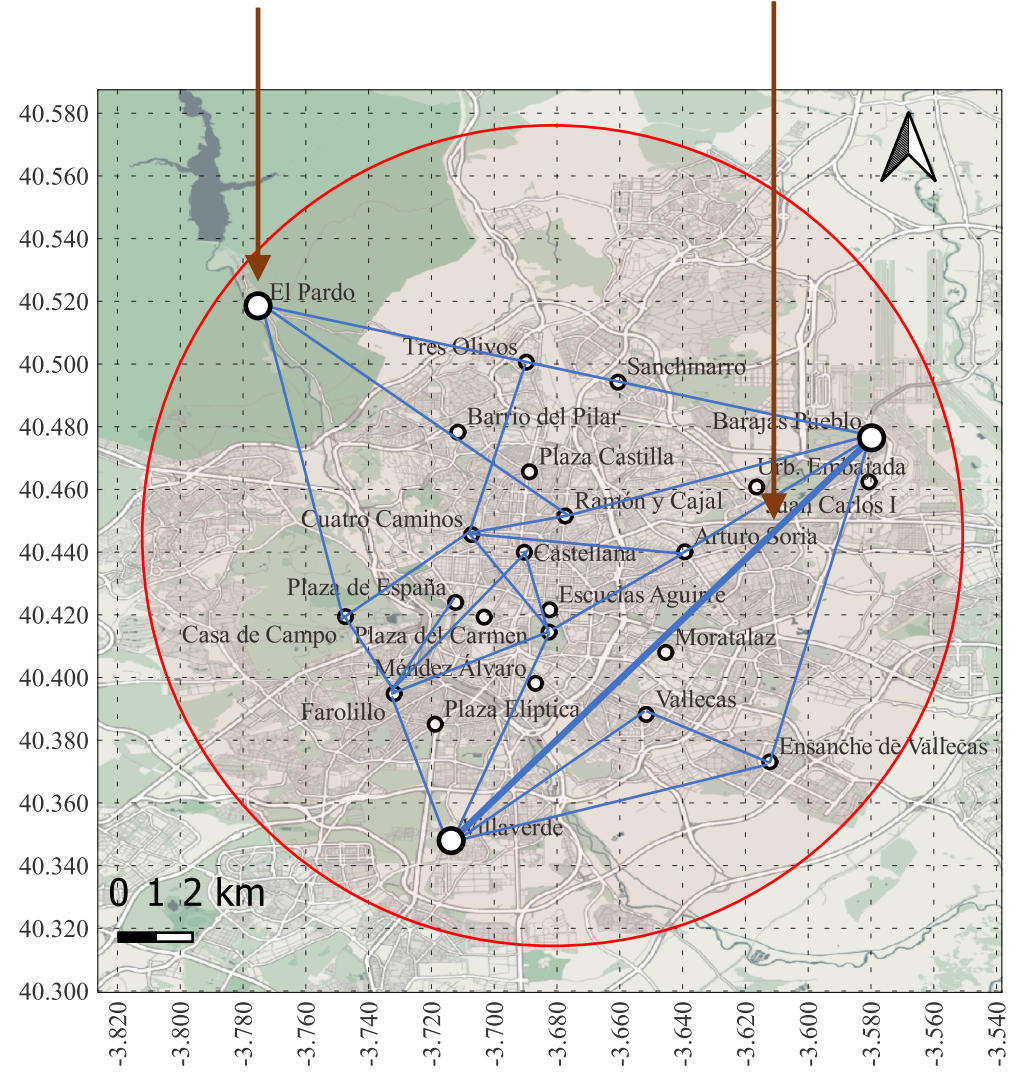 40.580
40.560
40.540
40.520
40.500
40.480
40.460
40.440
40.420
40.400
40.380
40.360
40.340
40.320
40.300
El Pardo
Tres Olivos
Sanchinarro
Barrio del Pilar
Barajas Pueblo
Plaza Castilla
Urb. Embajada
Ramón y Cajal
Juan Carlos I
Cuatro Caminos
Arturo Soria
Castellana
Plaza de España
Escuelas Aguirre
Casa de Campo
Plaza del Carmen
Moratalaz
Méndez Álvaro
Farolillo
Plaza Elíptica
Vallecas
Ensanche de Vallecas
Villaverde
0 1 2 km
-3.820
-3.800
-3.780
-3.760
-3.740
-3.720
-3.700
-3.680
-3.660
-3.640
-3.620
-3.600
-3.580
-3.560
-3.540